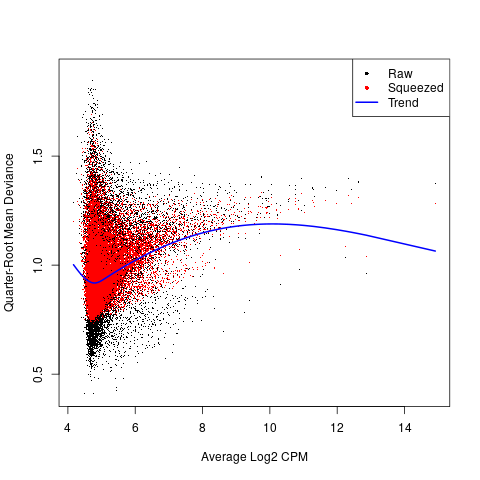 Raw
Squeezed
Trend
Quarter-Root Mean Deviance
1.5
1.0
0.5
4 6 8 10 12 14
Average Log2 CPM